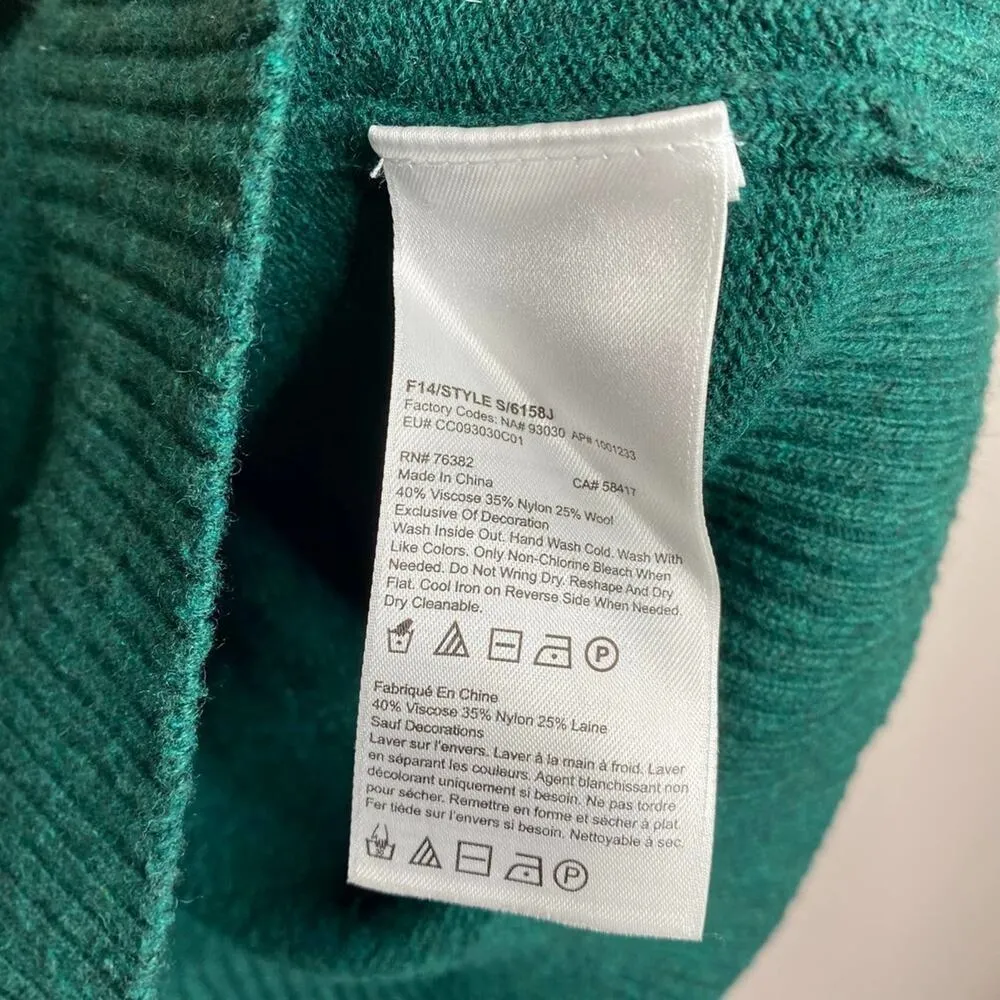 F14/STYLE S/6158J
Factory Codes: NA# 93030 AP# 1001233
EU# CC093030C01
RN# 76382 CA# 58417
Made In China
40% Viscose 35% Nylon 25% Wool
Exclusive Of Decoration
Wash Inside Out. Hand Wash Cold. Wash With
Like Colors. Only Non-Chlorine Bleach When
Needed. Do Not Wring Dry. Reshape And Dry
Flat. Cool Iron on Reverse Side When Needed.
Dry Cleanable.
P
Fabriqué En Chine
40% Viscose 35% Nylon 25% Laine
Sauf Decorations
Laver sur l'envers. Laver à la main à froid. Laver
en séparant les couleurs. Agent blanchissant non
décolorant uniquement si besoin. Ne pas tordre
pour sécher. Remettre en forme et sécher à plat.
Fer tiède sur l'envers si besoin. Nettoyable à sec.
P